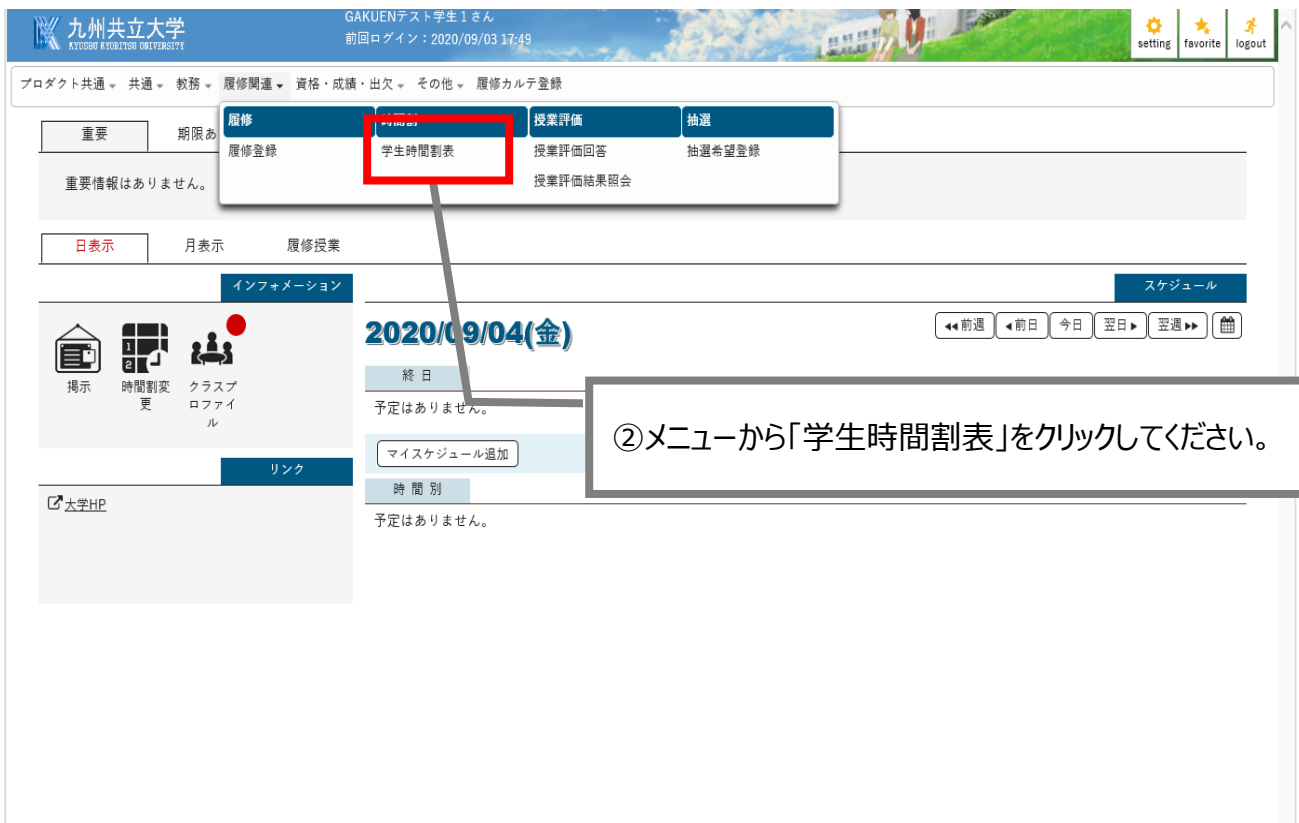 九州共立大学
KYUSHU KYORITSU UNIVERSITY
GAKUENテスト学生1さん
前回ログイン：2020/09/03 17:49
setting favorite logout
プロダクト共通 共通 教務 履修関連 資格・成績・出欠 その他 履修カルテ登録
履修 時間割 授業評価 抽選
履修登録 学生時間割表 授業評価回答 抽選希望登録
授業評価結果照会
重要 期限あ
重要情報はありません。
日表示 月表示 履修授業
インフォメーション
スケジュール
掲示
時間割変更
クラスプロファイル
2020/09/04(金)
前週 前日 今日 翌日 翌週
終日
予定はありません。
②メニューから「学生時間割表」をクリックしてください。
マイスケジュール追加
リンク
大学HP
時間別
予定はありません。